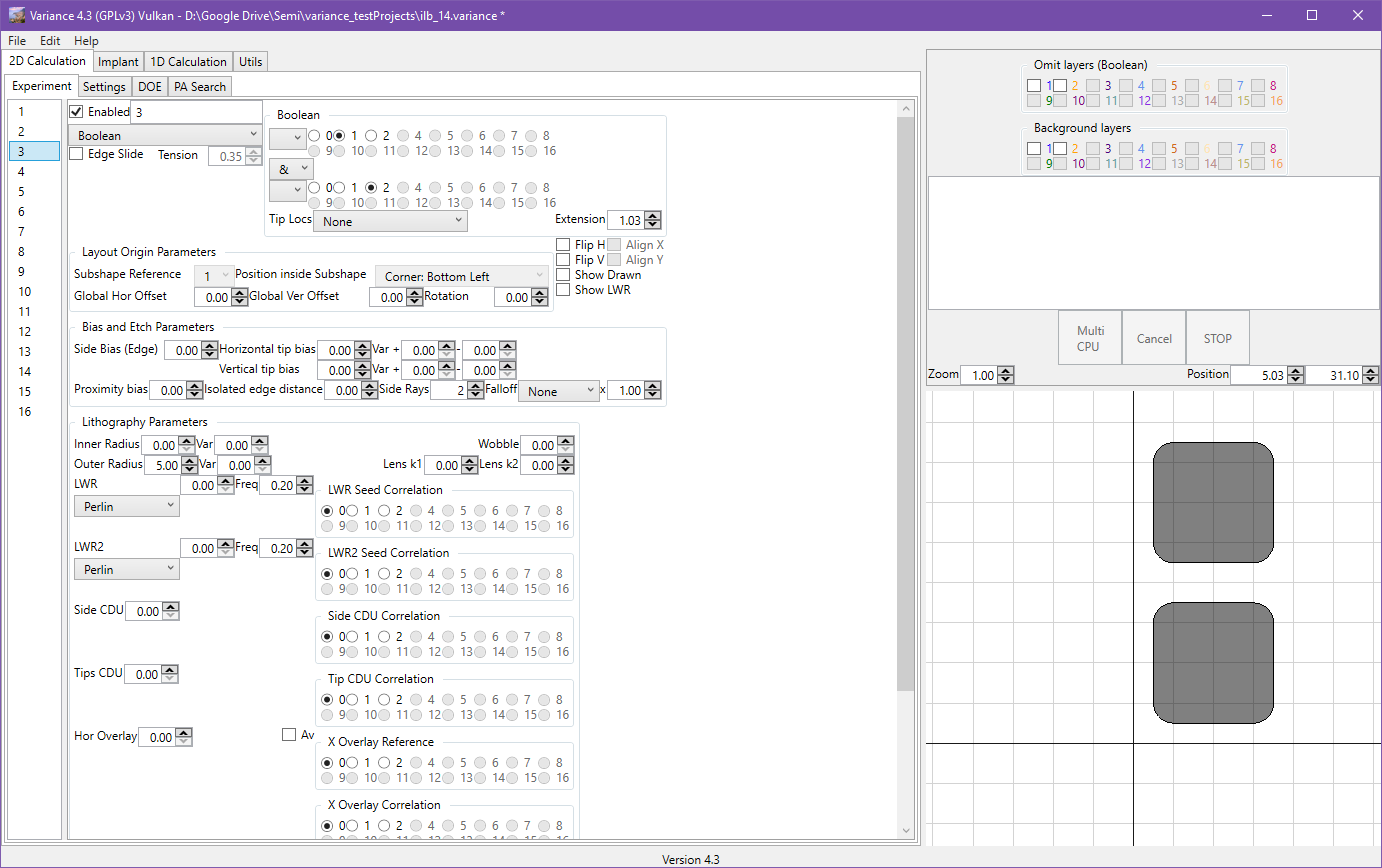 Variance 4.3 (GPLv3) Vulkan - D:\Google Drive\Semi\variance_testProjects\ilb_14.variance *
File Edit Help
2D Calculation Implant 1D Calculation Utils
Experiment Settings DOE PA Search
1
2
3
4
5
6
7
8
9
10
11
12
13
14
15
16
Enabled 3
Boolean
Edge Slide Tension 0.35
Boolean
0 1 2 4 5 6 7 8
9 10 11 12 13 14 15 16
&
0 1 2 4 5 6 7 8
9 10 11 12 13 14 15 16
Tip Locs None Extension 1.03
Layout Origin Parameters
Subshape Reference 1 Position inside Subshape Corner: Bottom Left
Global Hor Offset 0.00 Global Ver Offset 0.00 Rotation 0.00
Flip H Align X
Flip V Align Y
Show Drawn
Show LWR
Bias and Etch Parameters
Side Bias (Edge) 0.00 Horizontal tip bias 0.00 Var + 0.00 - 0.00
Vertical tip bias 0.00 Var + 0.00 - 0.00
Proximity bias 0.00 Isolated edge distance 0.00 Side Rays 2 Falloff None x 1.00
Lithography Parameters
Inner Radius 0.00 Var 0.00 Wobble 0.00
Outer Radius 5.00 Var 0.00 Lens k1 0.00 Lens k2 0.00
LWR 0.00 Freq 0.20
Perlin
LWR Seed Correlation
0 1 2 4 5 6 7 8
9 10 11 12 13 14 15 16
LWR2 0.00 Freq 0.20
Perlin
LWR2 Seed Correlation
0 1 2 4 5 6 7 8
9 10 11 12 13 14 15 16
Side CDU 0.00
Side CDU Correlation
0 1 2 4 5 6 7 8
9 10 11 12 13 14 15 16
Tips CDU 0.00
Tip CDU Correlation
0 1 2 4 5 6 7 8
9 10 11 12 13 14 15 16
Hor Overlay 0.00 Av
X Overlay Reference
0 1 2 4 5 6 7 8
9 10 11 12 13 14 15 16
X Overlay Correlation
0 1 2 4 5 6 7 8
9 10 11 12 13 14 15 16
Omit layers (Boolean)
1 2 3 4 5 6 7 8
9 10 11 12 13 14 15 16
Background layers
1 2 3 4 5 6 7 8
9 10 11 12 13 14 15 16
Multi
CPU
Cancel
STOP
Zoom 1.00 Position 5.03 31.10
Version 4.3